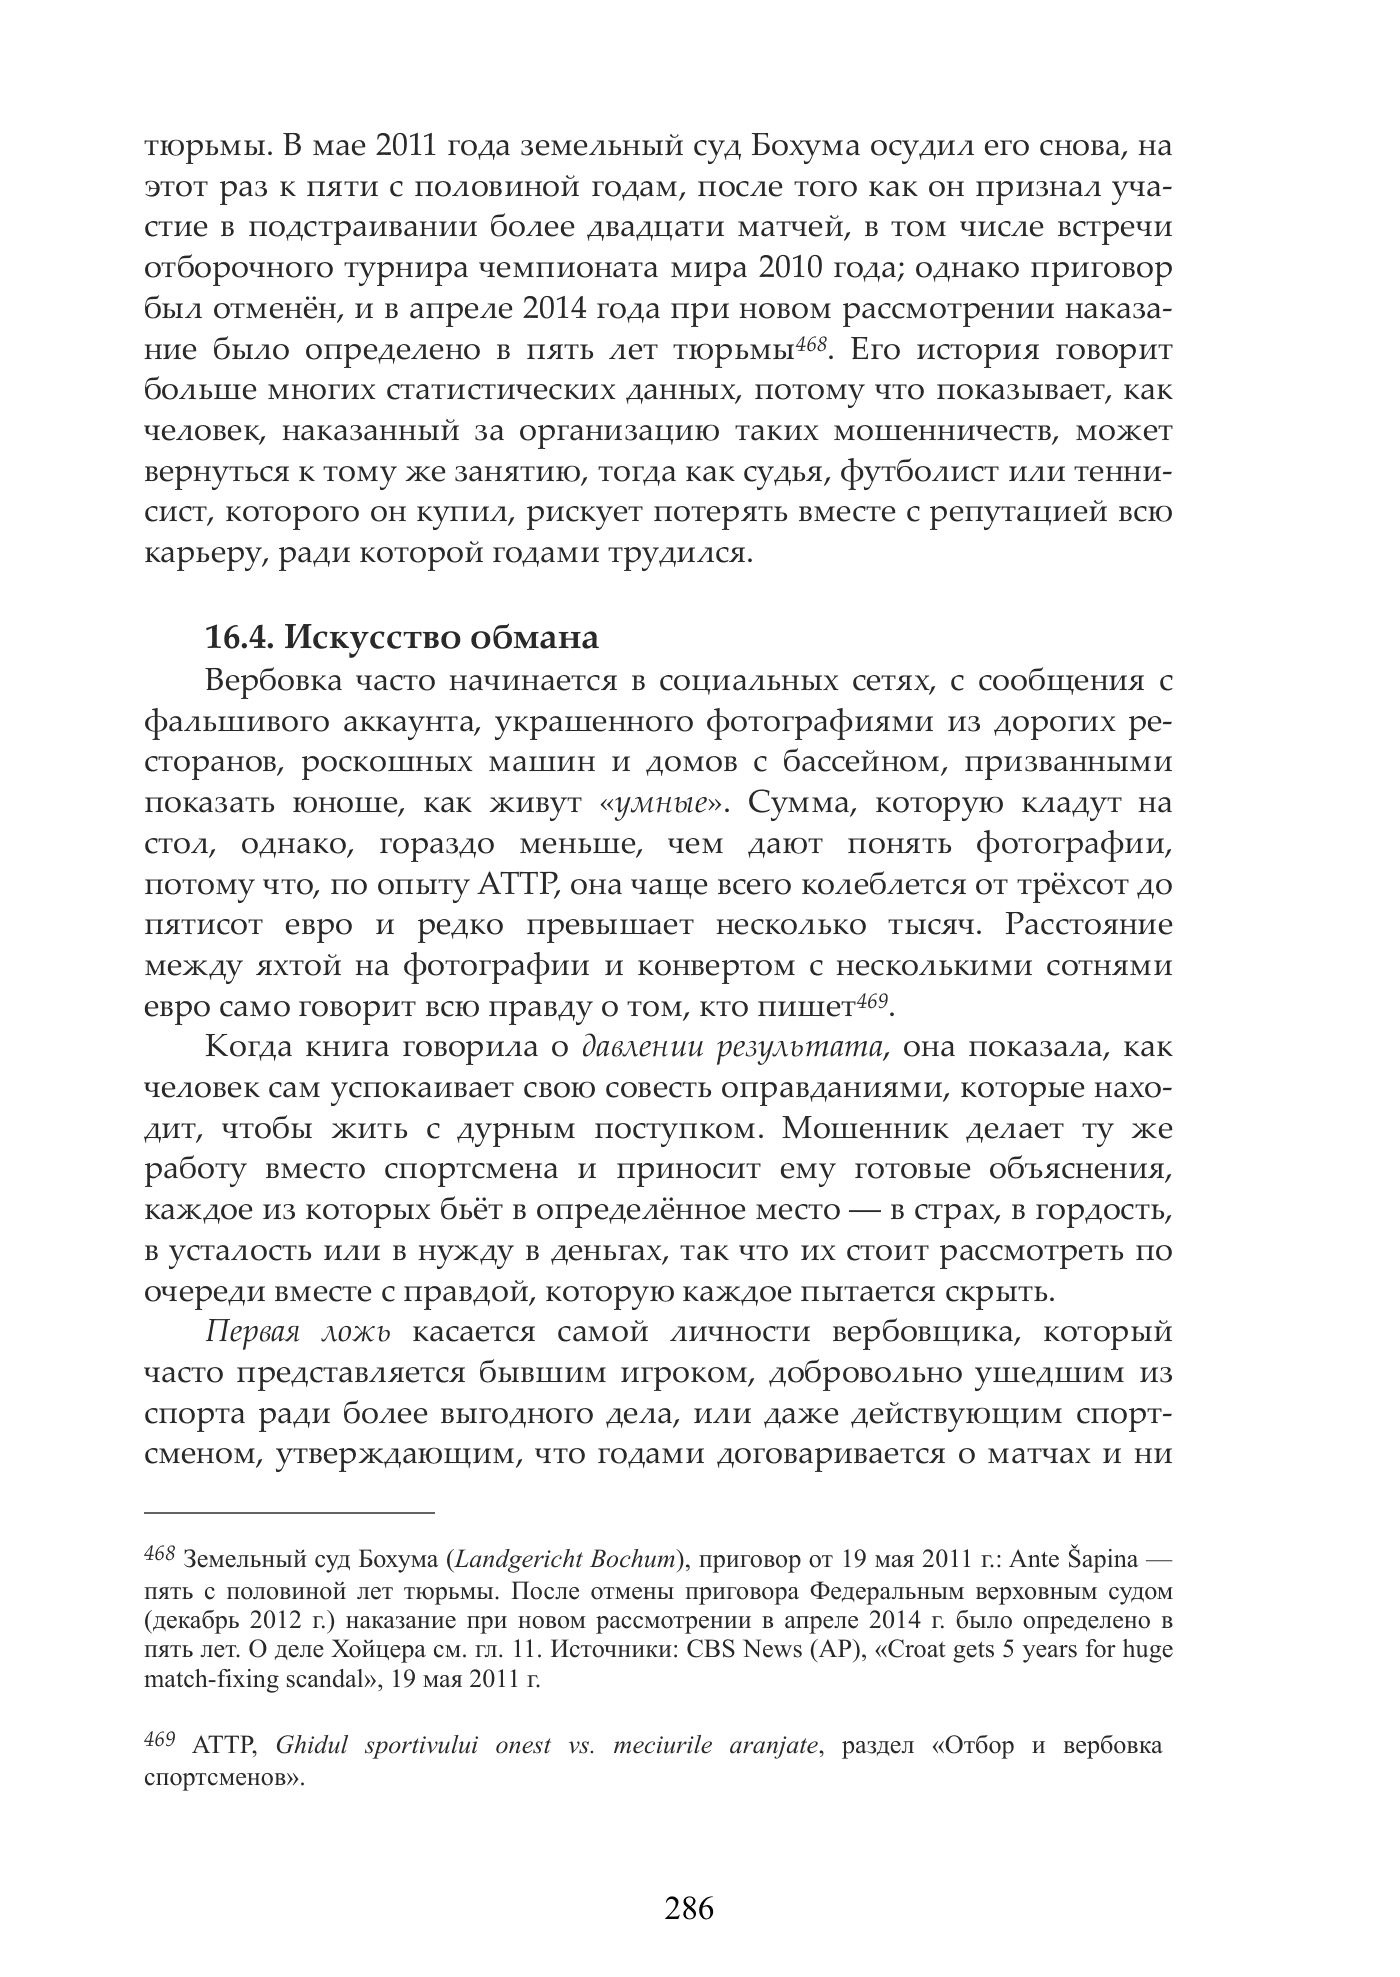 тюрьмы. В мае 2011 года земельный суд Бохума осудил его снова, на
этот раз к пяти с половиной годам, после того как он признал уча-
стие в подстраивании более двадцати матчей, в том числе встречи
отборочного турнира чемпионата мира 2010 года; однако приговор
был отменён, и в апреле 2014 года при новом рассмотрении наказа-
ние было определено в пять лет тюрьмы468. Его история говорит
больше многих статистических данных, потому что показывает, как
человек, наказанный за организацию таких мошенничеств, может
вернуться к тому же занятию, тогда как судья, футболист или тенни-
сист, которого он купил, рискует потерять вместе с репутацией всю
карьеру, ради которой годами трудился.
16.4. Искусство обмана
Вербовка часто начинается в социальных сетях, с сообщения с
фальшивого аккаунта, украшенного фотографиями из дорогих ре-
сторанов, роскошных машин и домов с бассейном, призванными
показать юноше, как живут «умные». Сумма, которую кладут на
стол, однако, гораздо меньше, чем дают понять фотографии,
потому что, по опыту ATTP, она чаще всего колеблется от трёхсот до
пятисот евро и редко превышает несколько тысяч. Расстояние
между яхтой на фотографии и конвертом с несколькими сотнями
евро само говорит всю правду о том, кто пишет469.
Когда книга говорила о давлении результата, она показала, как
человек сам успокаивает свою совесть оправданиями, которые нахо-
дит, чтобы жить с дурным поступком. Мошенник делает ту же
работу вместо спортсмена и приносит ему готовые объяснения,
каждое из которых бьёт в определённое место — в страх, в гордость,
в усталость или в нужду в деньгах, так что их стоит рассмотреть по
очереди вместе с правдой, которую каждое пытается скрыть.
Первая ложь касается самой личности вербовщика, который
часто представляется бывшим игроком, добровольно ушедшим из
спорта ради более выгодного дела, или даже действующим спорт-
сменом, утверждающим, что годами договаривается о матчах и ни
468 Земельный суд Бохума (Landgericht Bochum), приговор от 19 мая 2011 г.: Ante Šapina —
пять с половиной лет тюрьмы. После отмены приговора Федеральным верховным судом
(декабрь 2012 г.) наказание при новом рассмотрении в апреле 2014 г. было определено в
пять лет. О деле Хойцера см. гл. 11. Источники: CBS News (AP), «Croat gets 5 years for huge
match-fixing scandal», 19 мая 2011 г.
469 ATTP, Ghidul sportivului onest vs. meciurile aranjate, раздел «Отбор и вербовка
спортсменов».
286